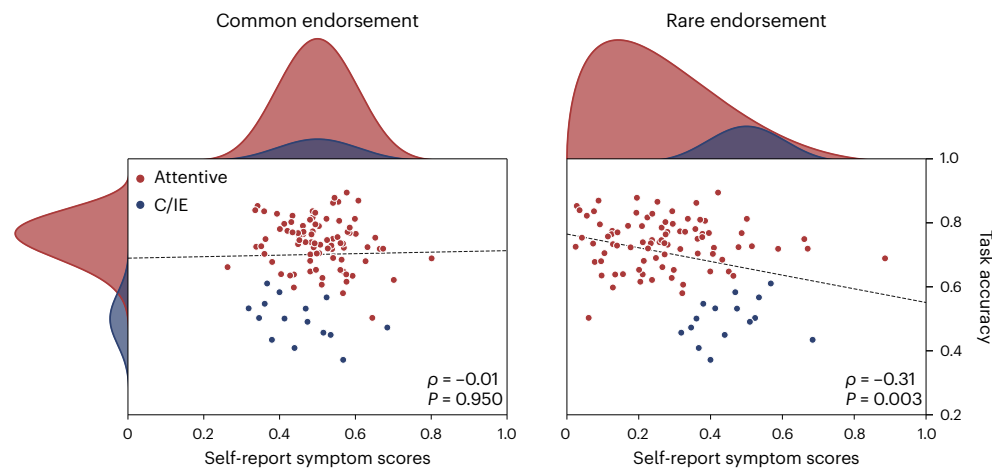 Common endorsement
Rare endorsement
Attentive
C/IE
ρ = −0.01
P = 0.950
ρ = −0.31
P = 0.003
1.0
0.8
0.6
0.4
0.2
Task accuracy
0 0.2 0.4 0.6 0.8 1.0
0 0.2 0.4 0.6 0.8 1.0
Self-report symptom scores
Self-report symptom scores